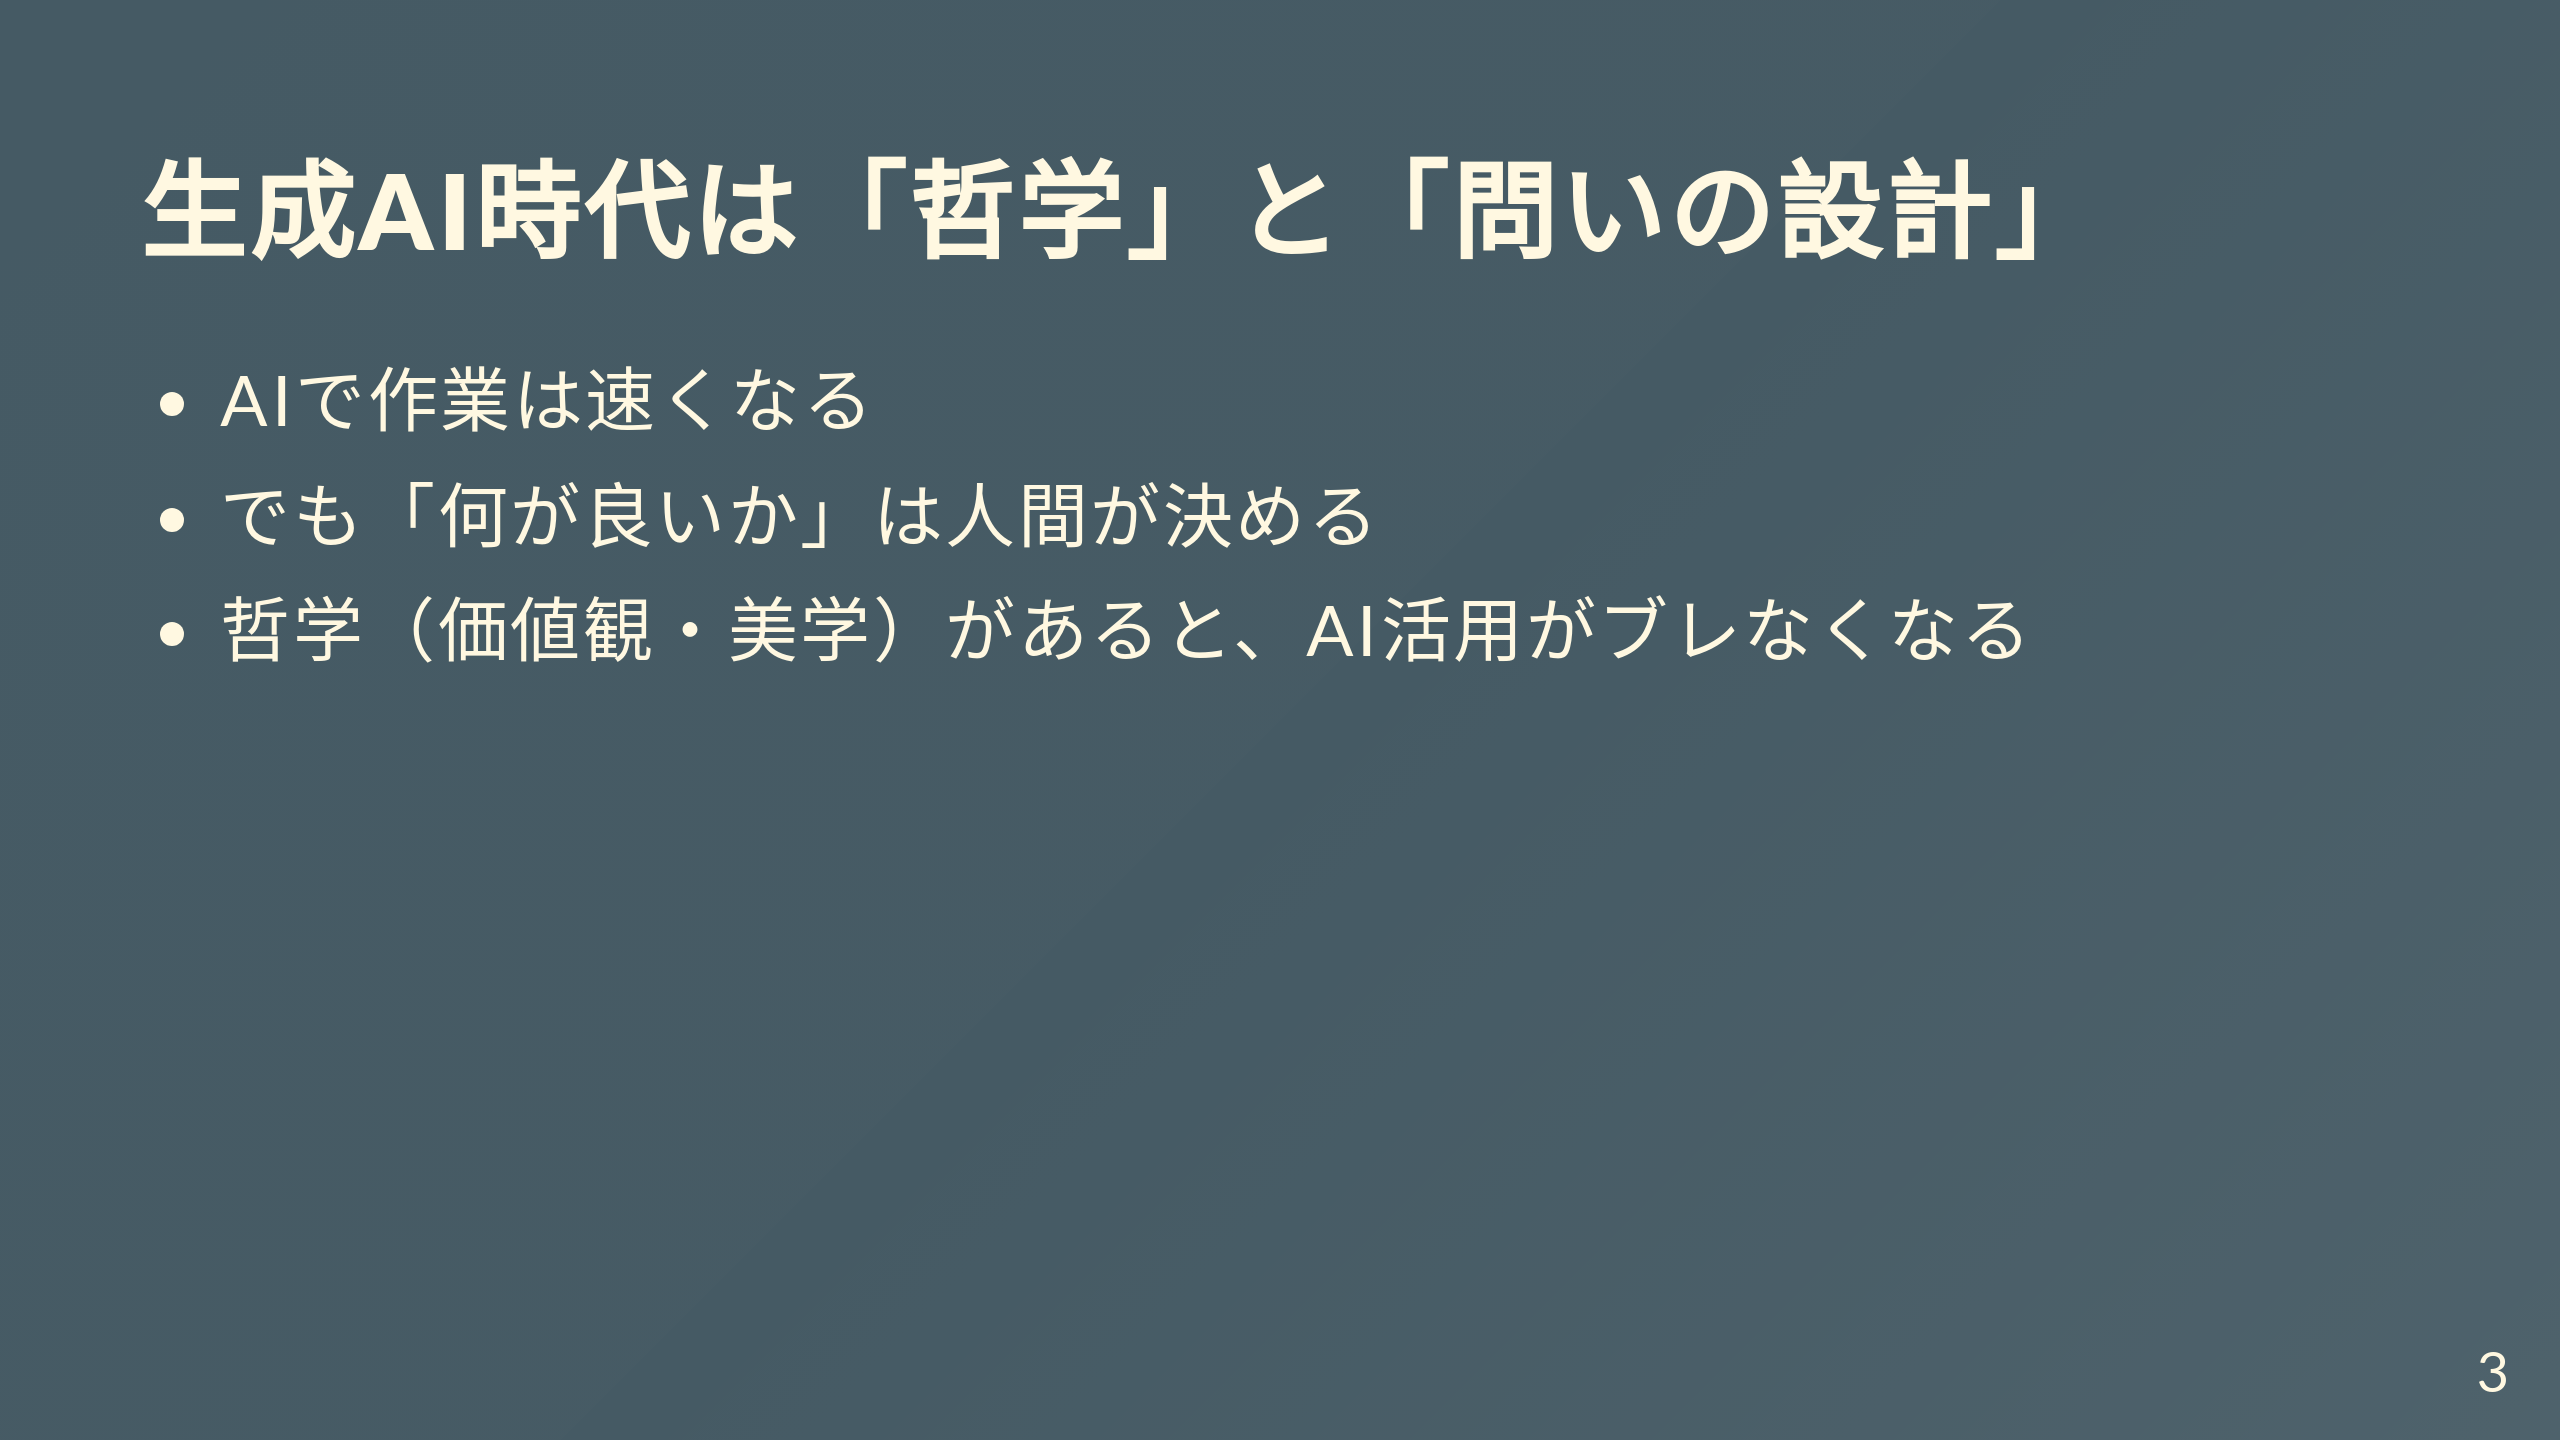 生成AI時代は「哲学」と「問いの設計」
• AIで作業は速くなる
• でも「何が良いか」は人間が決める
• 哲学（価値観・美学）があると、AI活用がブレなくなる
3